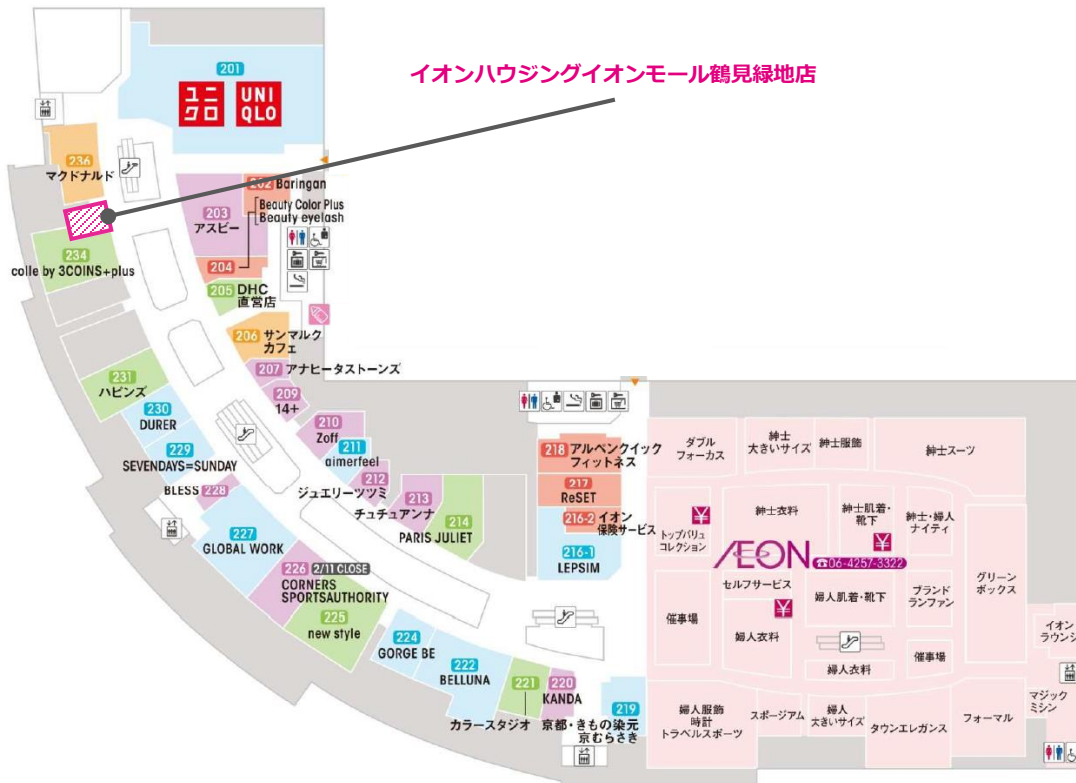 イオンハウジングイオンモール鶴見緑地店
201
ユニ
クロ
UNI
QLO
236
マクドナルド
202 Baringan
Beauty Color Plus
Beauty eyelash
203
アスビー
204
205 DHC
直営店
234
colle by 3COINS+plus
206 サンマルク
カフェ
207 アナヒータストーンズ
209
14+
231
ハピンズ
230
DURER
229
SEVENDAYS=SUNDAY
BLESS 228
210
Zoff
211
aimerfeel
212
ジュエリーツツミ
213
チュチュアンナ
214
PARIS JULIET
227
GLOBAL WORK
226 2/11 CLOSE
CORNERS
SPORTSAUTHORITY
225
new style
224
GORGE BE
222
BELLUNA
221
カラースタジオ
220
KANDA
219
京都・きもの染元
京むらさき
218 アルペンクイック
フィットネス
217
ReSET
216-2 イオン
保険サービス
216-1
LEPSIM
ダブル
フォーカス
紳士
大きいサイズ
紳士服飾
紳士スーツ
トップバリュ
コレクション
紳士衣料
紳士肌着・
靴下
紳士・婦人
ナイティ
グリーン
ボックス
ÆON
☎06-4257-3322
セルフサービス
催事場
婦人衣料
婦人肌着・靴下
ブランド
ランファン
婦人衣料
催事場
イオン
ラウンジ
マジック
ミシン
婦人服飾
時計
トラベルスポーツ
スポージアム
婦人
大きいサイズ
タウンエレガンス
フォーマル